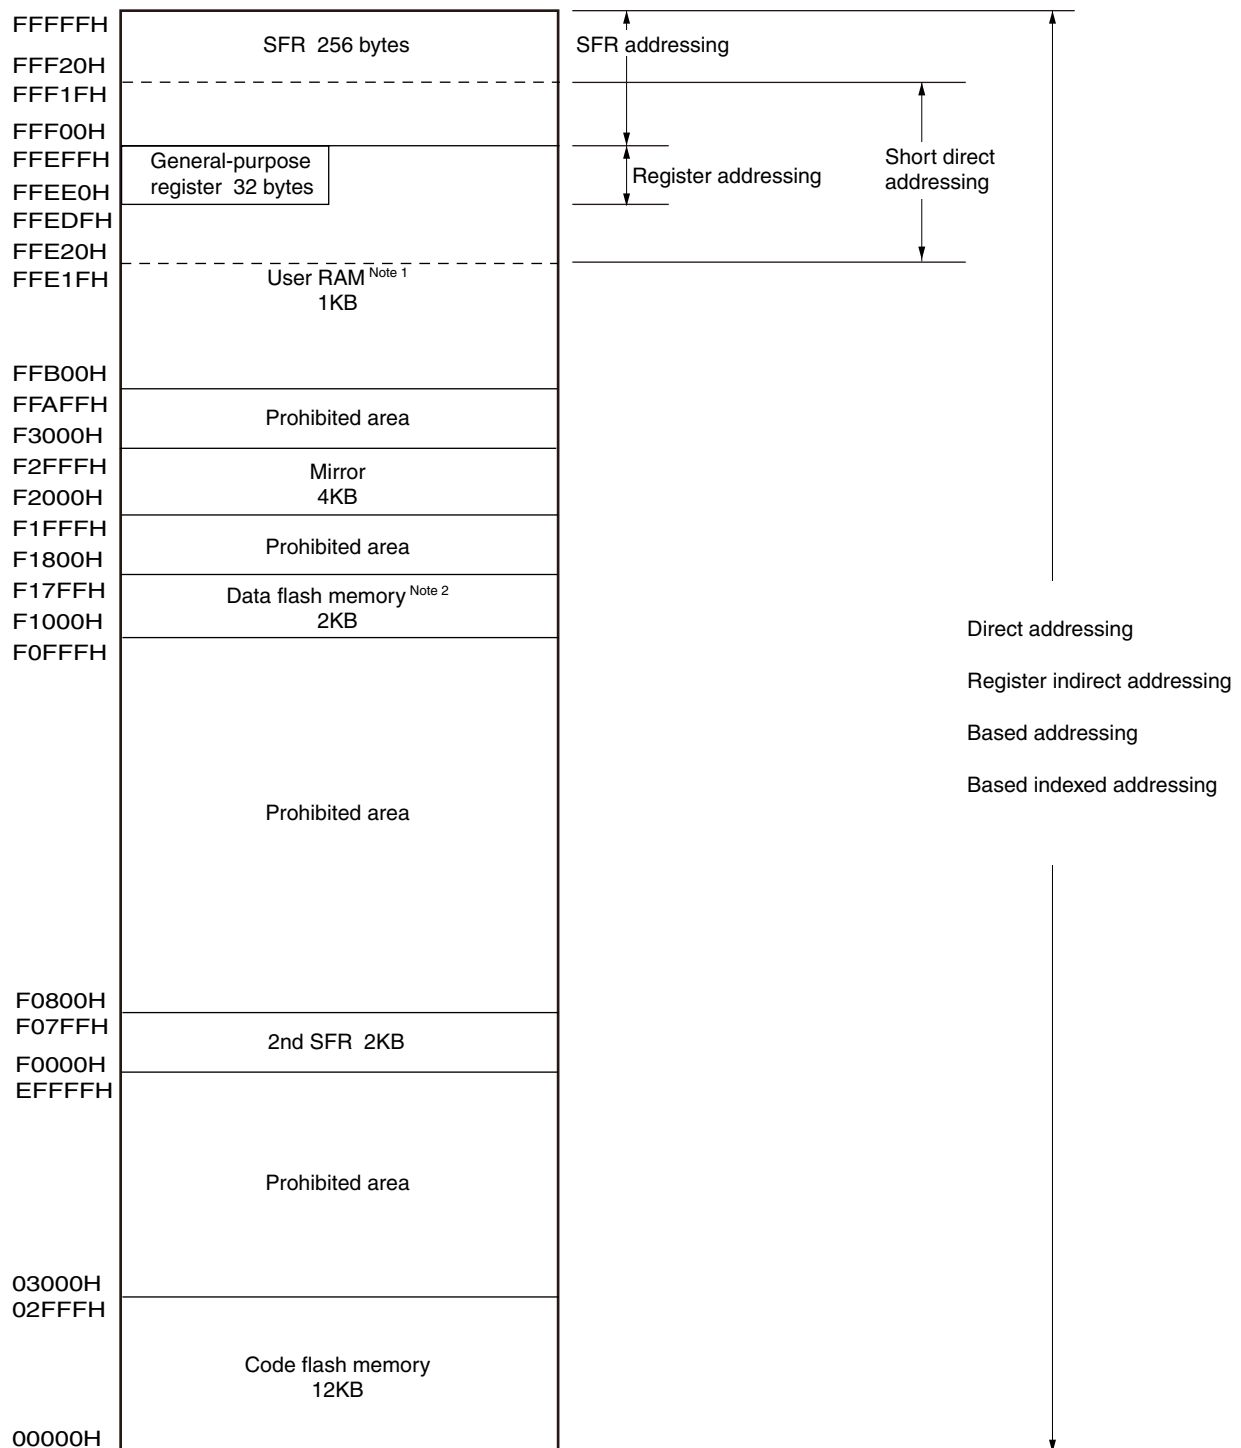 FFFFFH
SFR 256 bytes
SFR addressing
FFF20H
FFF1FH
FFF00H
FFEFFH
General-purpose
register 32 bytes
Register addressing
Short direct
addressing
FFEE0H
FFEDFH
FFE20H
FFE1FH
User RAM Note 1
1KB
FFB00H
FFAFFH
Prohibited area
F3000H
F2FFFH
Mirror
4KB
F2000H
F1FFFH
Prohibited area
F1800H
F17FFH
Data flash memory Note 2
2KB
F1000H
F0FFFH
Direct addressing
Register indirect addressing
Based addressing
Based indexed addressing
Prohibited area
F0800H
F07FFH
2nd SFR 2KB
F0000H
EFFFFH
Prohibited area
03000H
02FFFH
Code flash memory
12KB
00000H